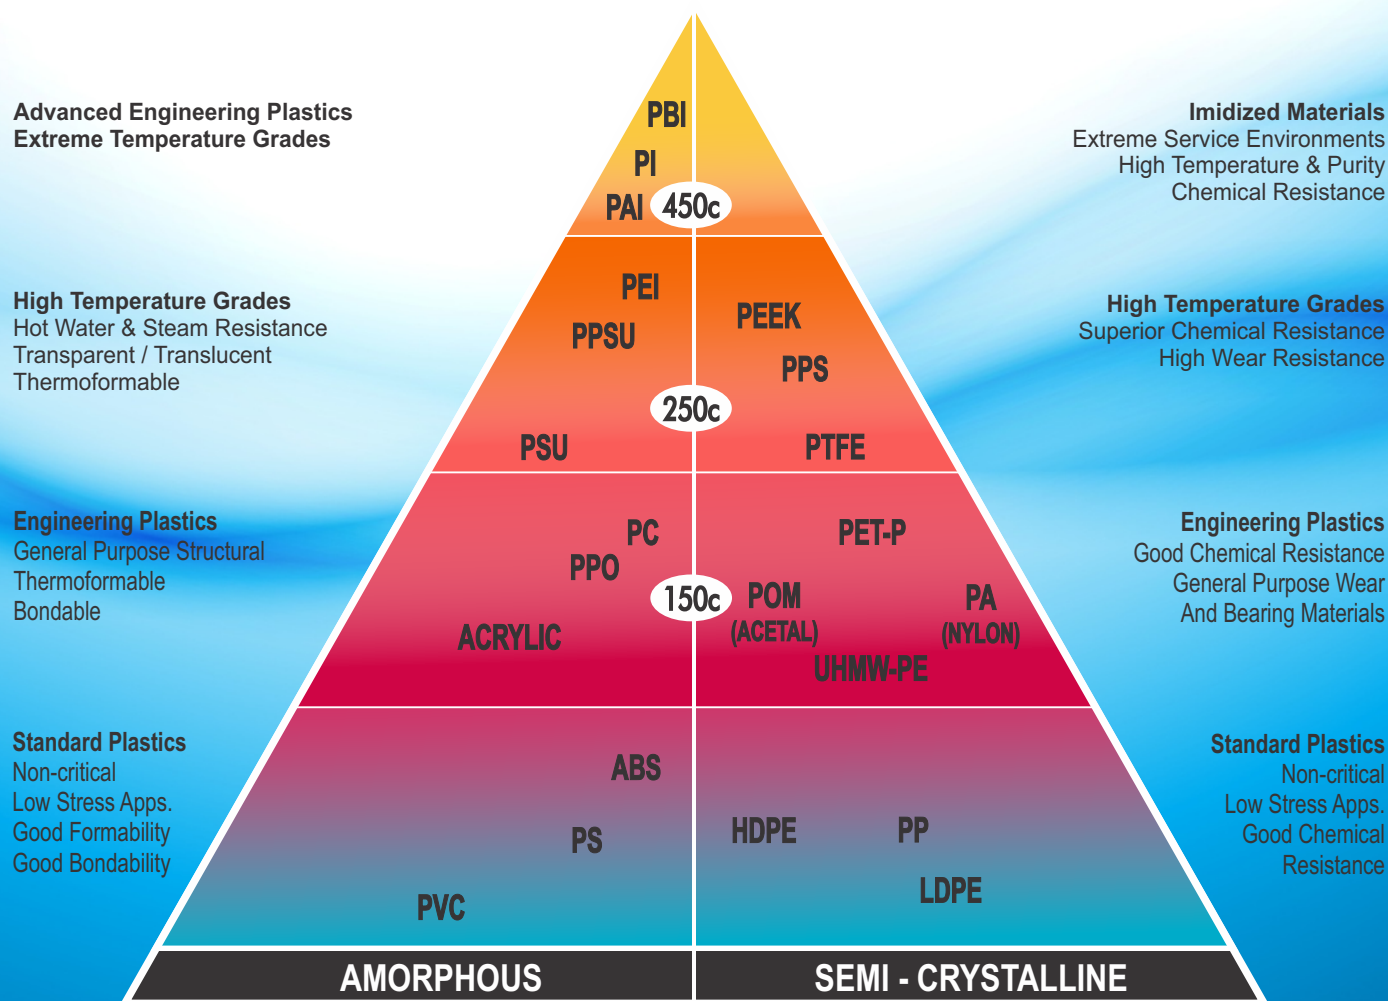 Advanced Engineering Plastics
Extreme Temperature Grades
PBI
PI
PAI
450c
Imidized Materials
Extreme Service Environments
High Temperature & Purity
Chemical Resistance
High Temperature Grades
Hot Water & Steam Resistance
Transparent / Translucent
Thermoformable
PEI
PPSU
PSU
250c
PEEK
PPS
PTFE
High Temperature Grades
Superior Chemical Resistance
High Wear Resistance
Engineering Plastics
General Purpose Structural
Thermoformable
Bondable
PC
PPO
ACRYLIC
150c
PET-P
POM
(ACETAL)
PA
(NYLON)
UHMW-PE
Engineering Plastics
Good Chemical Resistance
General Purpose Wear
And Bearing Materials
Standard Plastics
Non-critical
Low Stress Apps.
Good Formability
Good Bondability
ABS
PS
PVC
HDPE
PP
LDPE
Standard Plastics
Non-critical
Low Stress Apps.
Good Chemical
Resistance
AMORPHOUS
SEMI - CRYSTALLINE